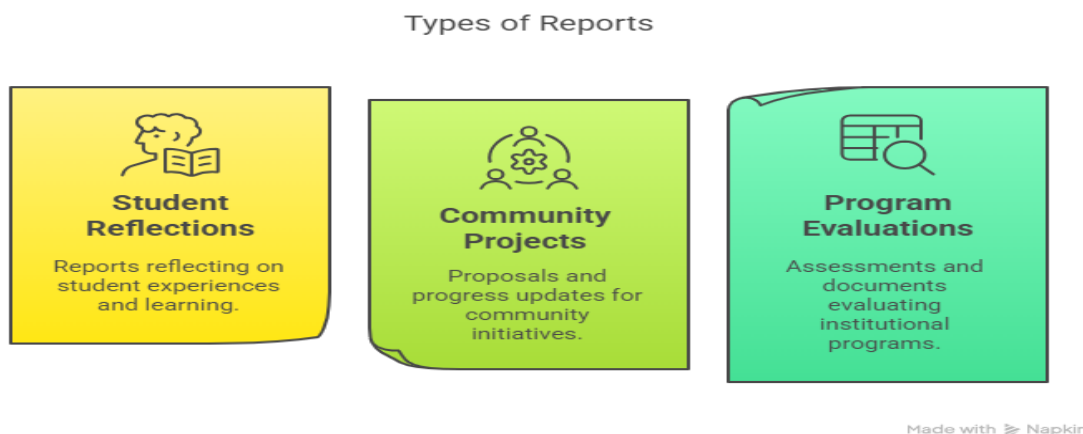 Types of Reports
Student
Reflections
Reports reflecting on
student experiences
and learning.
Community
Projects
Proposals and
progress updates for
community
initiatives.
Program
Evaluations
Assessments and
documents
evaluating
institutional
programs.
Made with Napkin